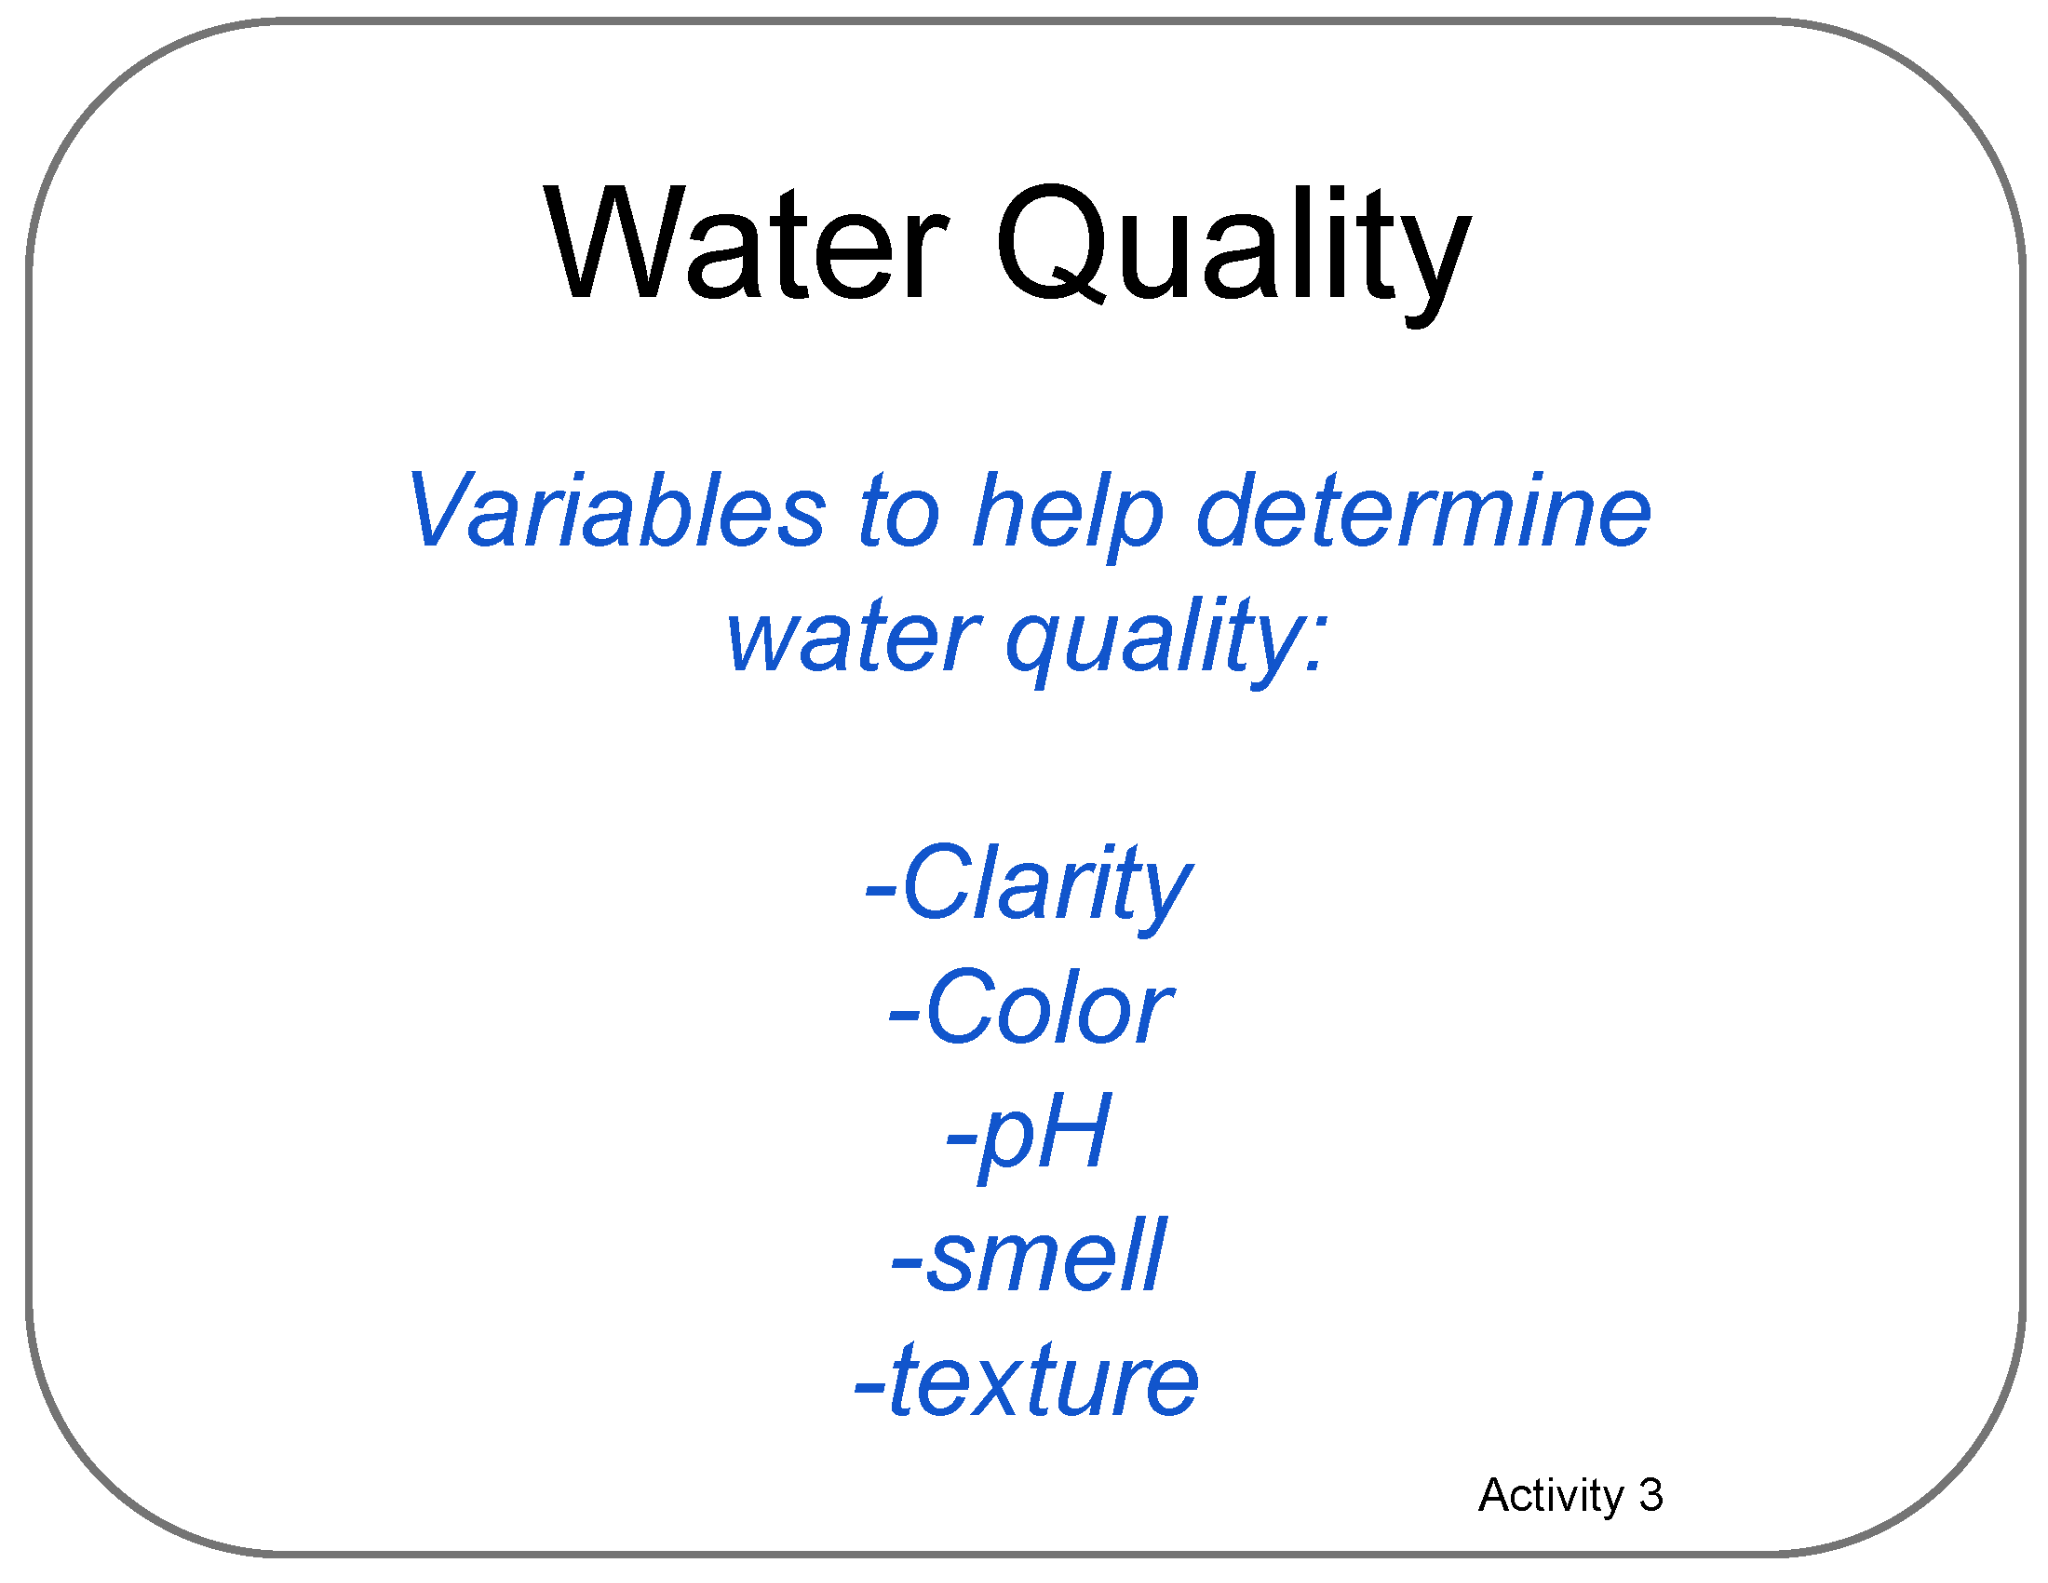 Water Quality
Variables to help determine
water quality:
-Clarity
-Color
-pH
-smell
-texture
Activity 3